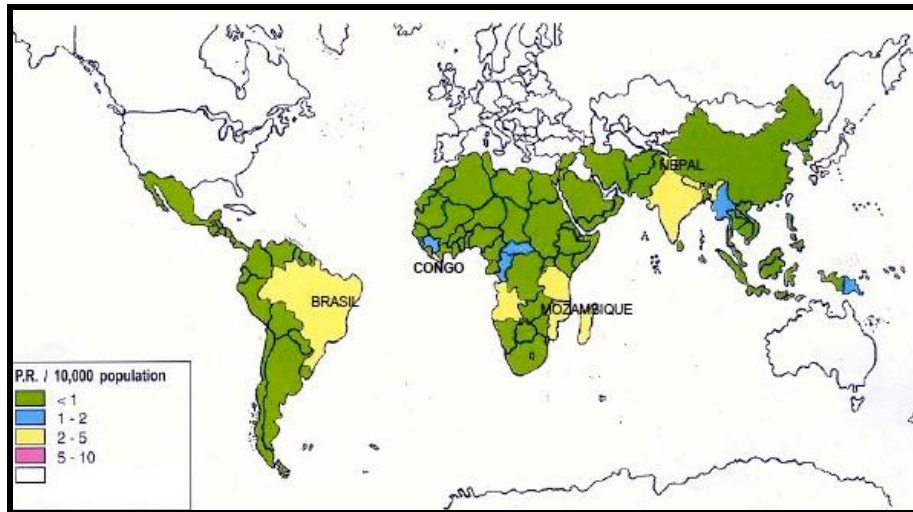 NEPAL
CONGO
BRASIL
MOZAMBIQUE
P.R. / 10,000 population
< 1
1 - 2
2 - 5
5 - 10